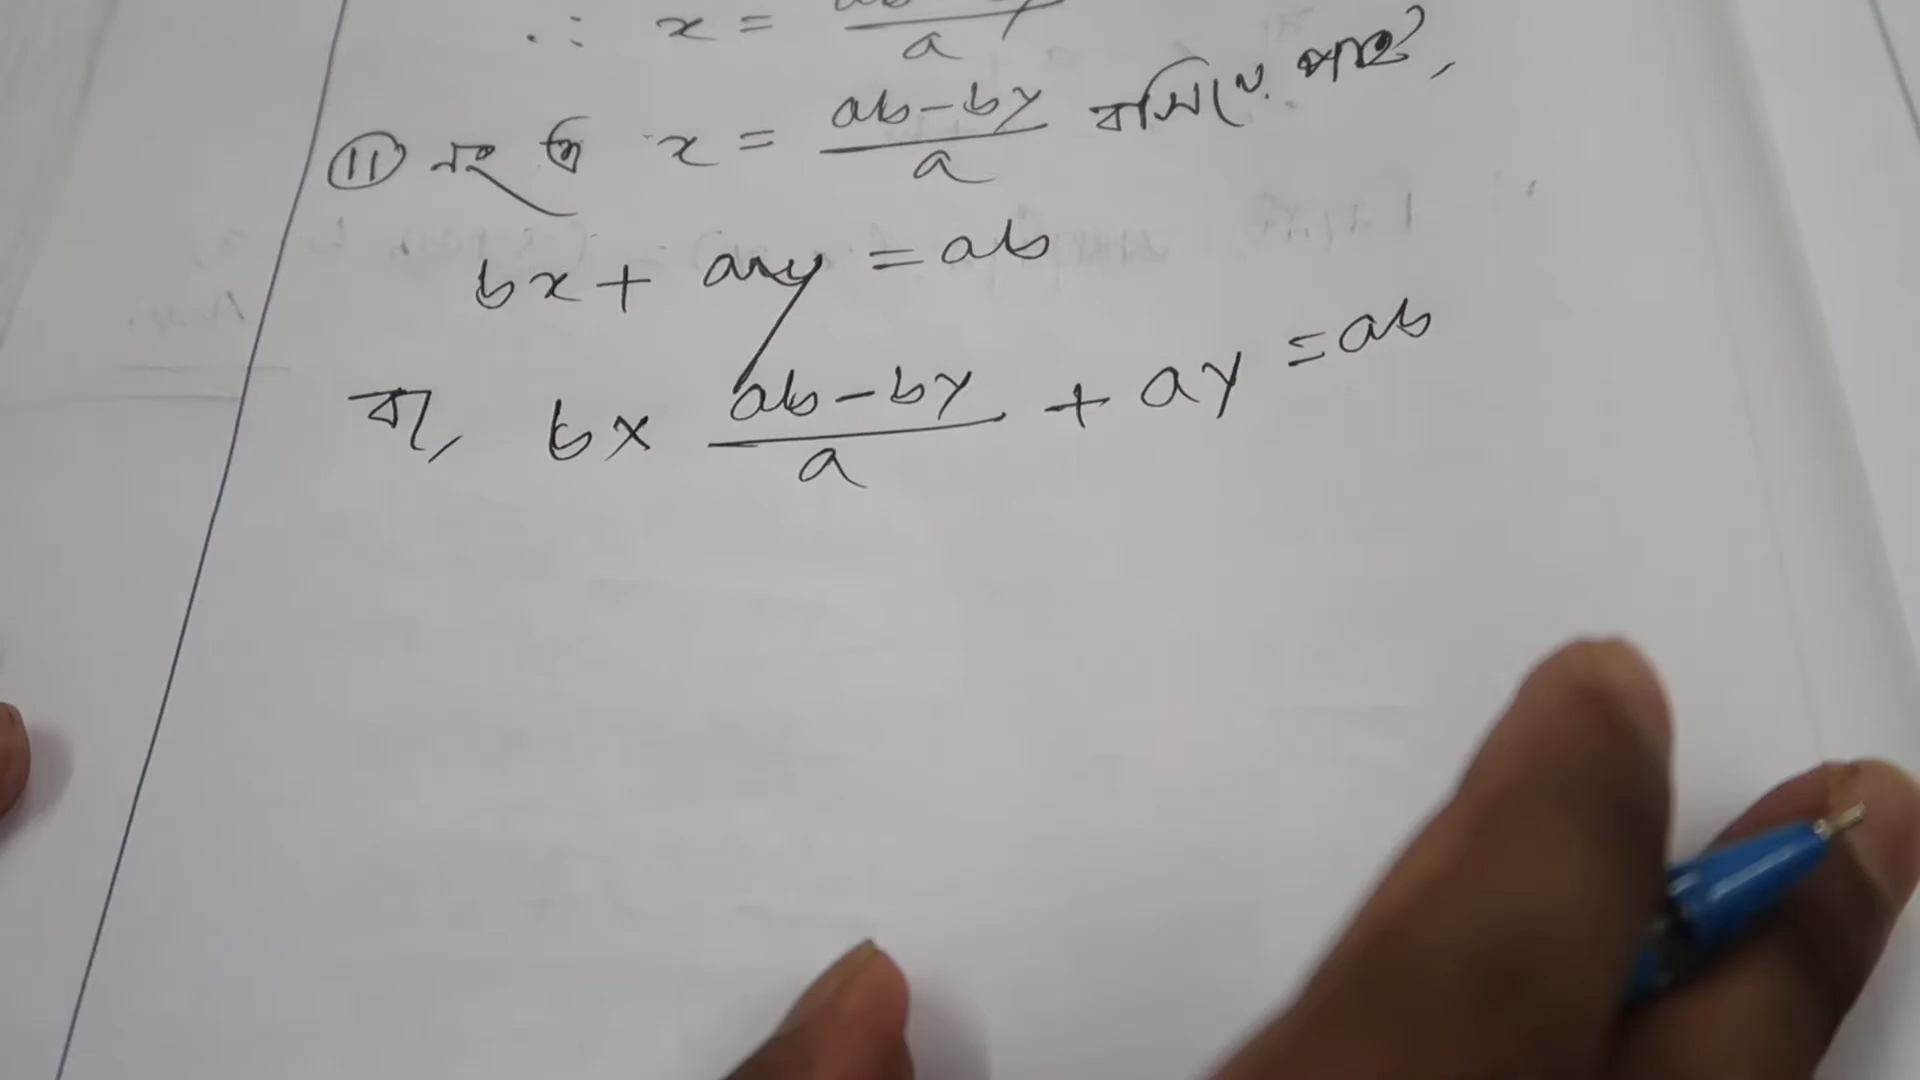 ∴ x = a
(11) নং এ x = (ab-by)/a বসিয়ে পাই,
bx + ay = ab
বা, b× (ab-by)/a + ay = ab